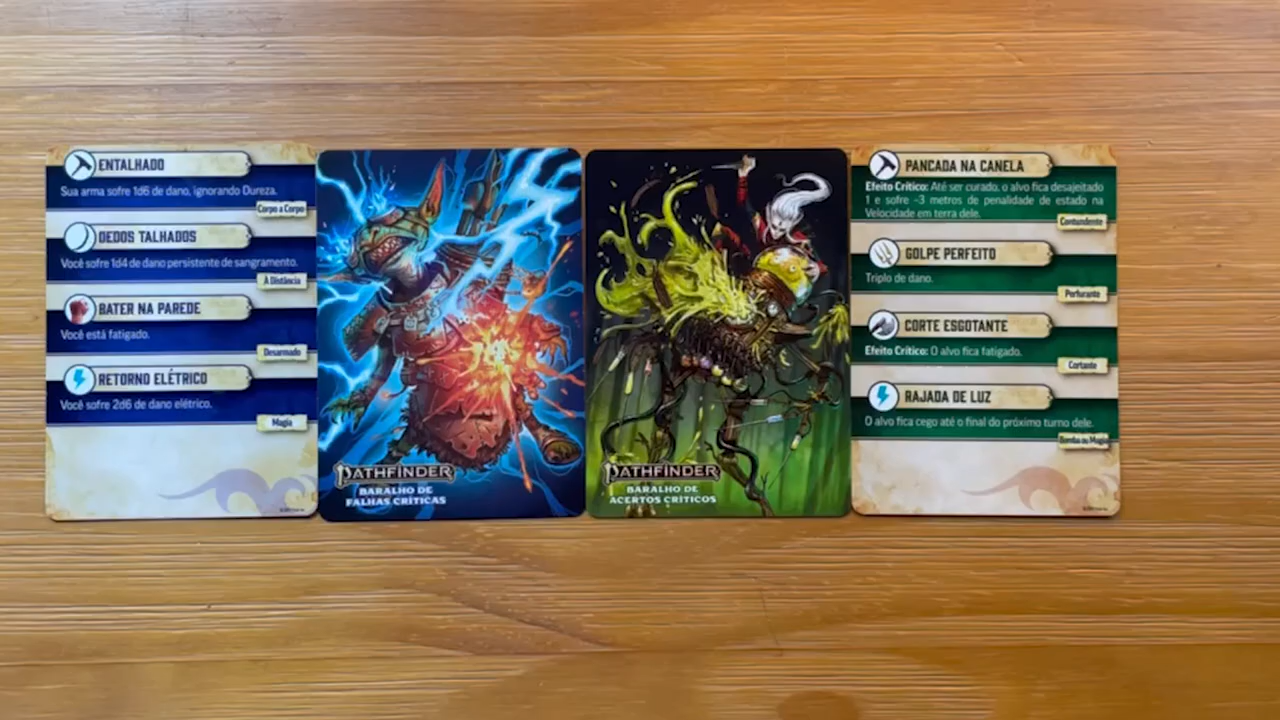 ENTALHADO
Sua arma sofre 1d6 de dano, ignorando Dureza.
Corpo a Corpo
DEDOS TALHADOS
Você sofre 1d4 de dano persistente de sangramento.
À Distância
BATER NA PAREDE
Você está fatigado.
Desarmado
RETORNO ELÉTRICO
Você sofre 2d6 de dano elétrico.
Magia
PATHFINDER
BARALHO DE
FALHAS CRÍTICAS
PATHFINDER
BARALHO DE
ACERTOS CRÍTICOS
PANCADA NA CANELA
Efeito Crítico: Até ser curado, o alvo fica desajeitado
1 e sofre -3 metros de penalidade de estado na
Velocidade em terra dele.
Contundente
GOLPE PERFEITO
Triplo de dano.
Perfurante
CORTE ESGOTANTE
Efeito Crítico: O alvo fica fatigado.
Cortante
RAJADA DE LUZ
O alvo fica cego até o final do próximo turno dele.
Bomba ou Magia